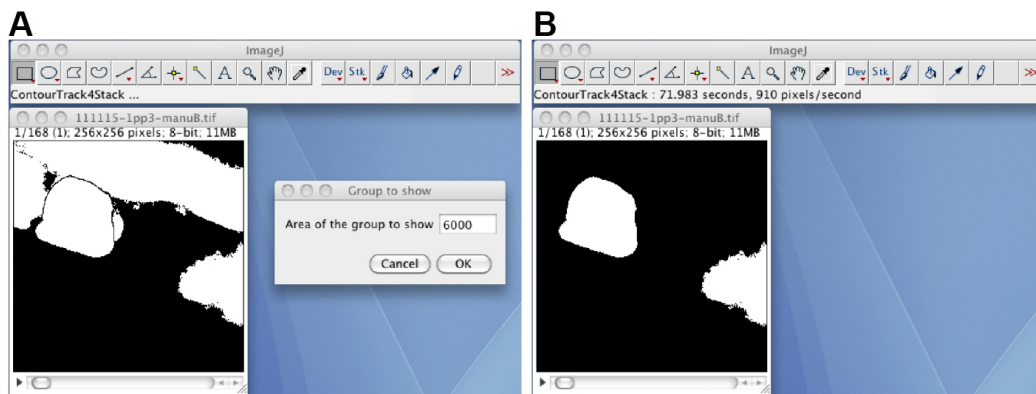 A
ImageJ
A
Dev Stk
ContourTrack4Stack ...
111115-1pp3-manuB.tif
1/168 (1); 256x256 pixels; 8-bit; 11MB
Group to show
Area of the group to show 6000
Cancel OK
B
ImageJ
A
Dev Stk
ContourTrack4Stack : 71.983 seconds, 910 pixels/second
111115-1pp3-manuB.tif
1/168 (1); 256x256 pixels; 8-bit; 11MB